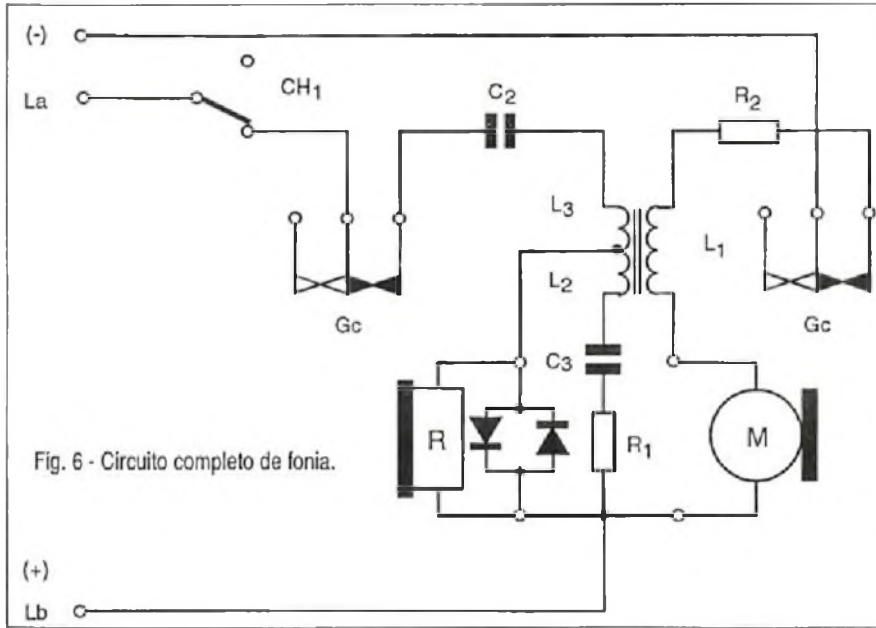 (-)
La
CH1
C2
R2
L3
L1
L2
Gc
Gc
C3
R
R1
M
Fig. 6 - Circuito completo de fonia.
(+)
Lb